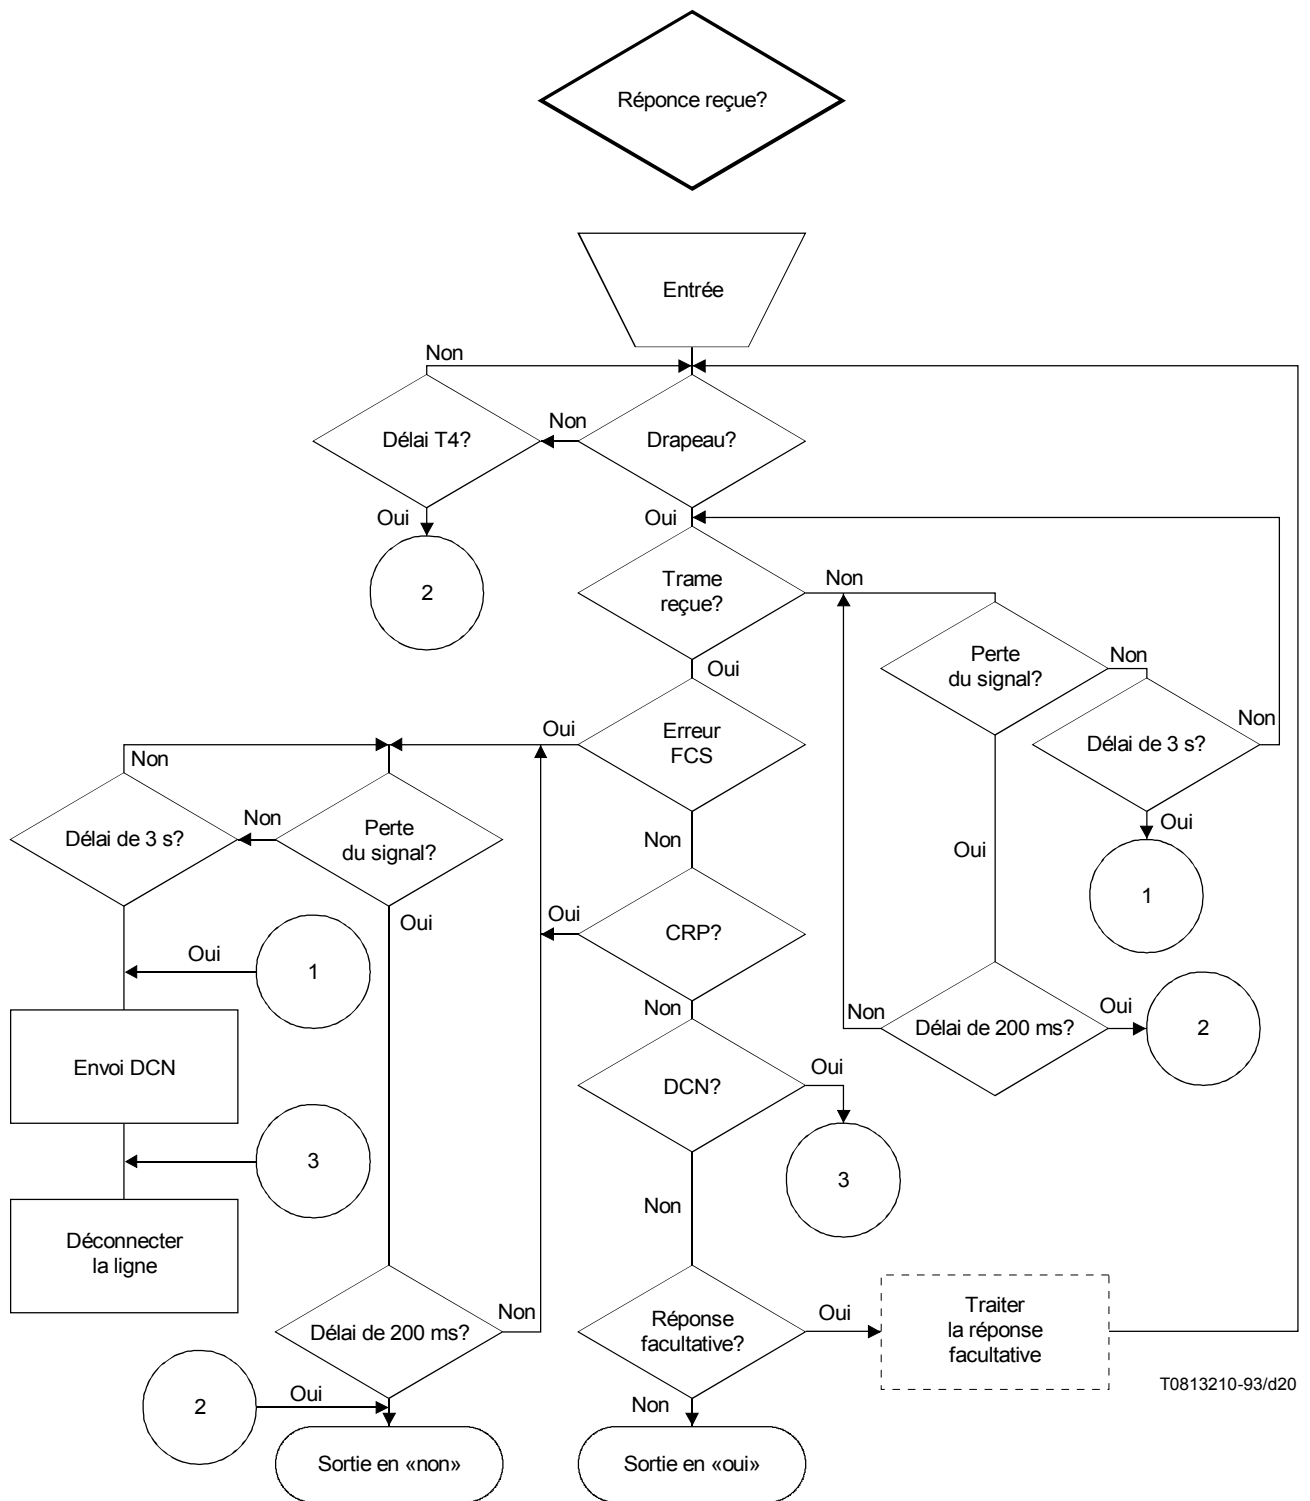 Réponce reçue?
Entrée
Non
Non
Délai T4?
Drapeau?
Oui
Oui
2
Trame
reçue?
Non
Oui
Perte
du signal?
Non
Oui
Erreur
FCS
Non
Délai de 3 s?
Non
Non
Délai de 3 s?
Perte
du signal?
Non
Oui
Oui
1
Oui
Oui
CRP?
Oui
1
Non
Non
Délai de 200 ms?
Oui
2
Envoi DCN
DCN?
Oui
3
3
Non
Déconnecter
la ligne
Délai de 200 ms?
Non
Réponse
facultative?
Oui
Traiter
la réponse
facultative
T0813210-93/d20
2
Oui
Non
Sortie en «non»
Sortie en «oui»